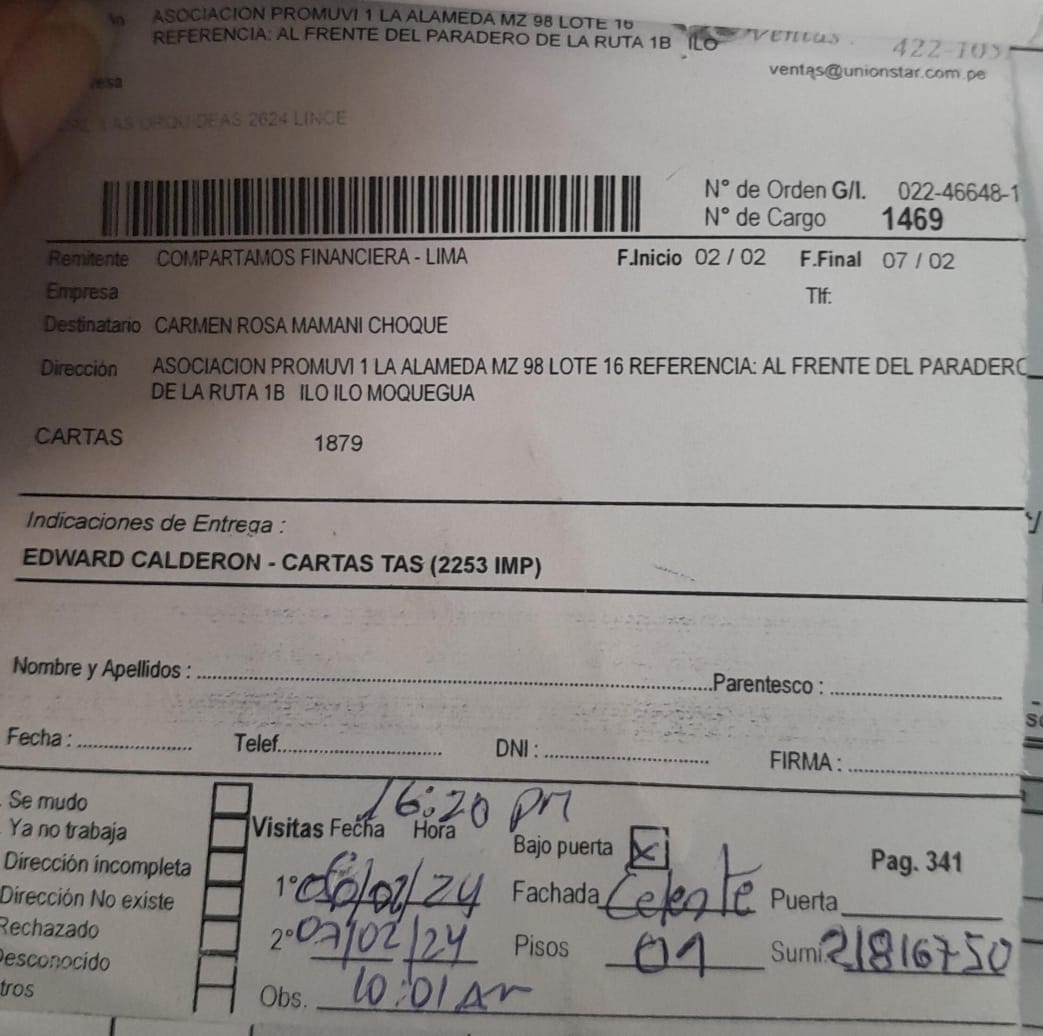 ASOCIACION PROMUVI 1 LA ALAMEDA MZ 98 LOTE 16
REFERENCIA: AL FRENTE DEL PARADERO DE LA RUTA 1B ILO
ventas: 422-105
ventas@unionstar.com.pe
LAS ORQUIDEAS 2624 LINCE
N° de Orden G/I. 022-46648-1
N° de Cargo 1469
Remitente COMPARTAMOS FINANCIERA - LIMA F.Inicio 02 / 02 F.Final 07 / 02
Empresa Tlf:
Destinatario CARMEN ROSA MAMANI CHOQUE
Dirección ASOCIACION PROMUVI 1 LA ALAMEDA MZ 98 LOTE 16 REFERENCIA: AL FRENTE DEL PARADERO
DE LA RUTA 1B ILO ILO MOQUEGUA
CARTAS 1879
Indicaciones de Entrega :
EDWARD CALDERON - CARTAS TAS (2253 IMP)
Nombre y Apellidos : Parentesco :
Fecha : Telef. DNI : FIRMA :
Se mudo
16:20 pm
Ya no trabaja Visitas Fecha Hora Bajo puerta X Pag. 341
Dirección incompleta
Dirección No existe 1° 06/02/24 Fachada Celeste Puerta
Rechazado 2° 07/02/24 Pisos 01 Sumi. 21816750
Desconocido
tros Obs. 10:01 Am